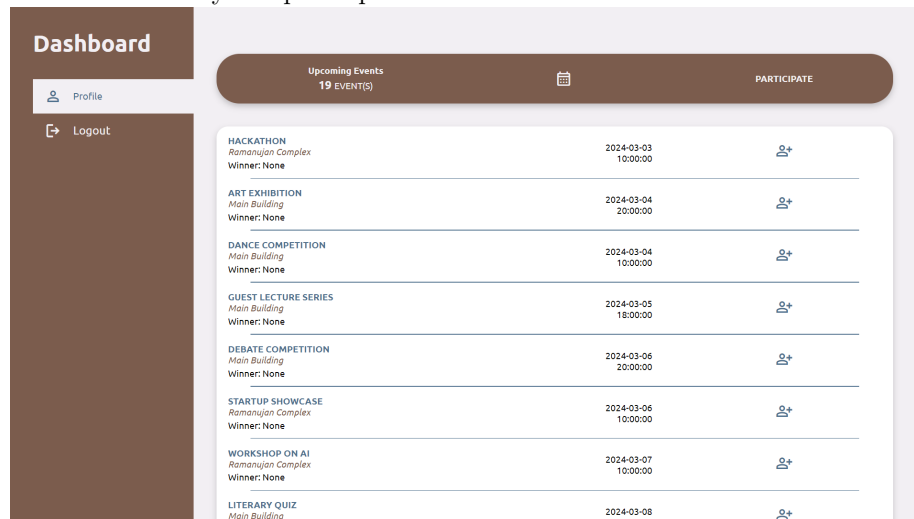 Dashboard
Profile
Logout
Upcoming Events
19 EVENT(S)
PARTICIPATE
HACKATHON
Ramanujan Complex
Winner: None
2024-03-03
10:00:00
ART EXHIBITION
Main Building
Winner: None
2024-03-04
20:00:00
DANCE COMPETITION
Main Building
Winner: None
2024-03-04
10:00:00
GUEST LECTURE SERIES
Main Building
Winner: None
2024-03-05
18:00:00
DEBATE COMPETITION
Main Building
Winner: None
2024-03-06
20:00:00
STARTUP SHOWCASE
Ramanujan Complex
Winner: None
2024-03-06
10:00:00
WORKSHOP ON AI
Ramanujan Complex
Winner: None
2024-03-07
10:00:00
LITERARY QUIZ
Main Building
2024-03-08